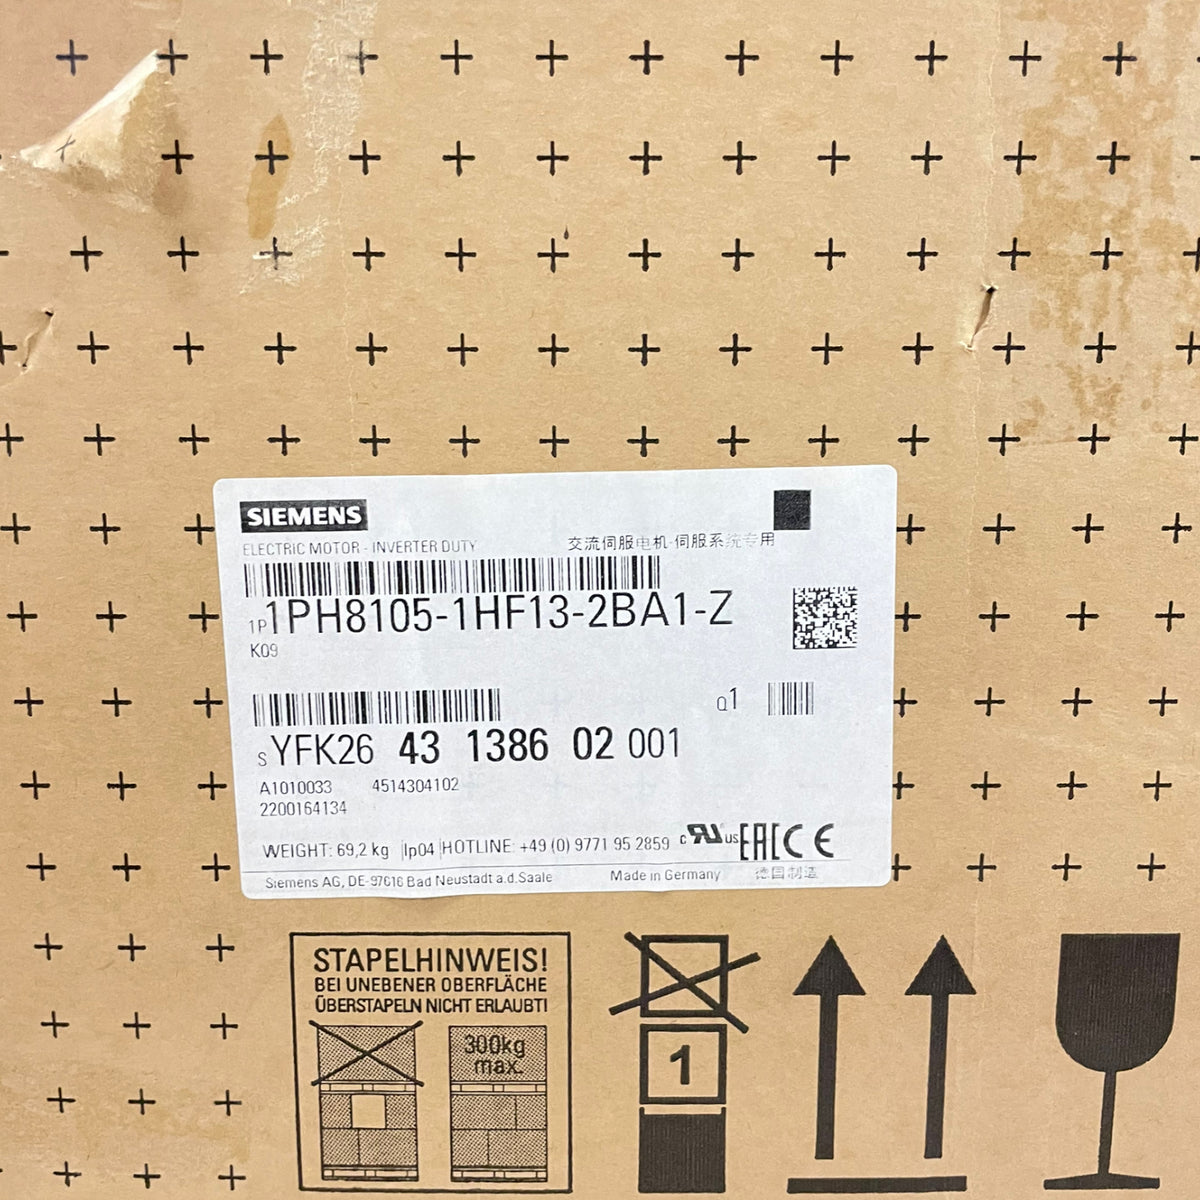 SIEMENS
ELECTRIC MOTOR - INVERTER DUTY 交流伺服电机-伺服系统专用
1P 1PH8105-1HF13-2BA1-Z
K09
Q1
S YFK26 43 1386 02 001
A1010033 4514304102
2200164134
WEIGHT: 69,2 kg |Ip04|HOTLINE: +49 (0) 9771 95 2859 c RU us EAC CE
Siemens AG, DE-97616 Bad Neustadt a.d.Saale Made in Germany 德国制造
STAPELHINWEIS!
BEI UNEBENER OBERFLÄCHE
ÜBERSTAPELN NICHT ERLAUBT!
300kg
max.
1